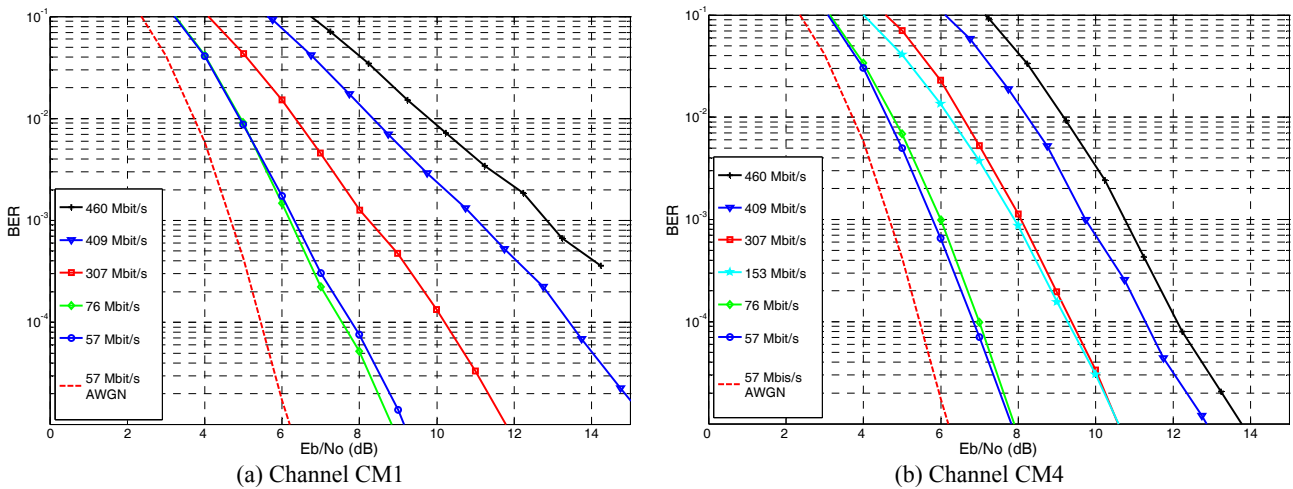 10^-1
10^-2
10^-3
10^-4
BER
460 Mbit/s
409 Mbit/s
307 Mbit/s
76 Mbit/s
57 Mbit/s
57 Mbit/s
AWGN
0 2 4 6 8 10 12 14
Eb/No (dB)
(a) Channel CM1
10^-1
10^-2
10^-3
10^-4
BER
460 Mbit/s
409 Mbit/s
307 Mbit/s
153 Mbit/s
76 Mbit/s
57 Mbit/s
57 Mbis/s
AWGN
0 2 4 6 8 10 12 14
Eb/No (dB)
(b) Channel CM4